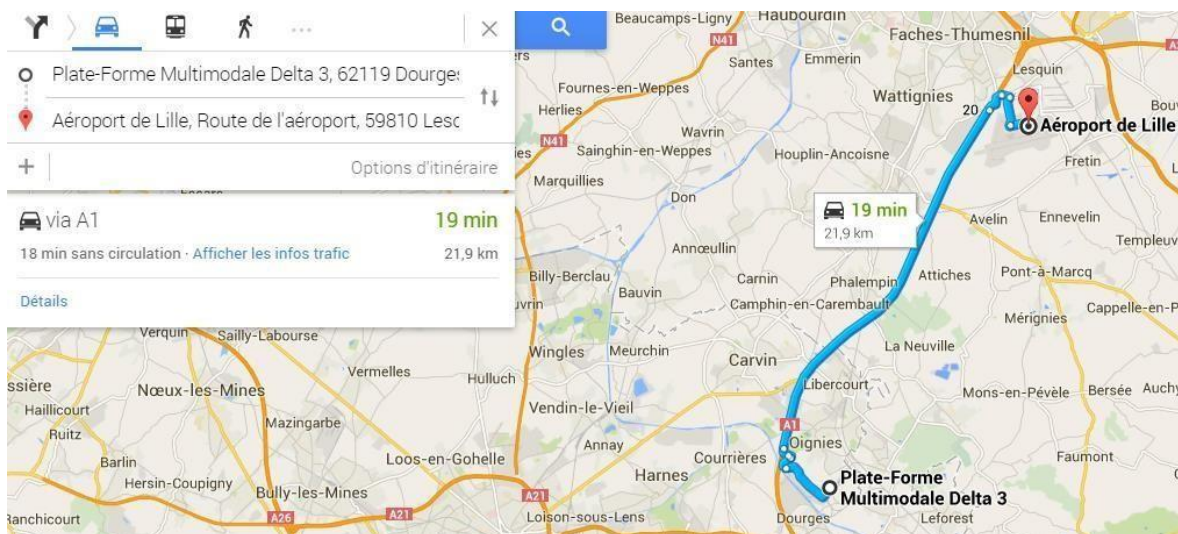 Plate-Forme Multimodale Delta 3, 62119 Dourges
Aéroport de Lille, Route de l'aéroport, 59810 Lesq
Options d'itinéraire
via A1
19 min
18 min sans circulation · Afficher les infos trafic
21,9 km
Détails
Beaucamps-Ligny
Haubourdin
Faches-Thumesnil
N41
Santes
Emmerin
Lesquin
Fournes-en-Weppes
Wattignies
20
Herlies
Wavrin
Aéroport de Lille
N41
Sainghin-en-Weppes
Houplin-Ancoisne
Fretin
Marquillies
Don
19 min
21,9 km
Avelin
Ennevelin
Templeuv
Annœullin
Billy-Berclau
Carnin
Phalempin
Attiches
Pont-à-Marcq
Bauvin
Camphin-en-Carembault
Cappelle-en-P
Mérignies
Verquin
Sailly-Labourse
Wingles
Meurchin
Carvin
La Neuville
Vermelles
Hulluch
Libercourt
Mons-en-Pévèle
Bersée
Auchy
Nœux-les-Mines
Haillicourt
Vendin-le-Vieil
Mazingarbe
A1
Ruitz
Annay
Oignies
Barlin
Loos-en-Gohelle
Courrières
Faumont
Hersin-Coupigny
Harnes
Plate-Forme
Multimodale Delta 3
Bully-les-Mines
A21
Ranchicourt
A26
A21
Loison-sous-Lens
Dourges
Leforest